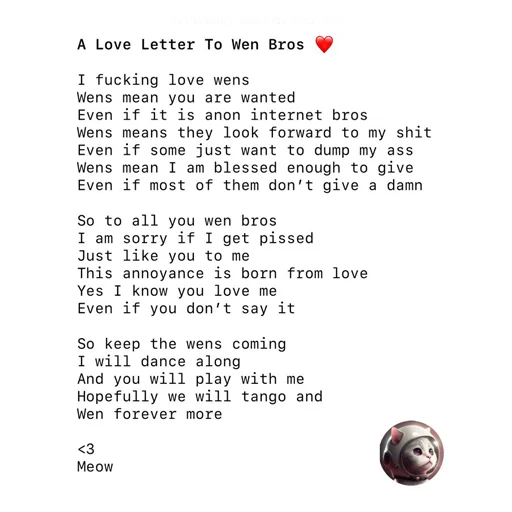 A Love Letter To Wen Bros ❤️
I fucking love wens
Wens mean you are wanted
Even if it is anon internet bros
Wens means they look forward to my shit
Even if some just want to dump my ass
Wens mean I am blessed enough to give
Even if most of them don’t give a damn
So to all you wen bros
I am sorry if I get pissed
Just like you to me
This annoyance is born from love
Yes I know you love me
Even if you don’t say it
So keep the wens coming
I will dance along
And you will play with me
Hopefully we will tango and
Wen forever more
<3
Meow